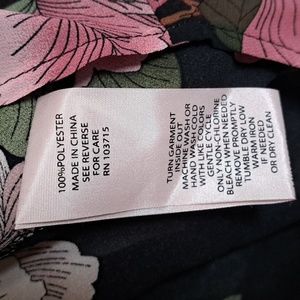 100%POLYESTER
MADE IN CHINA
SEE REVERSE
FOR CARE
RN 103715
TURN GARMENT
INSIDE OUT
MACHINE WASH OR
HAND WASH COLD
WITH LIKE COLORS
GENTLE CYCLE
ONLY NON-CHLORINE
BLEACH WHEN NEEDED
REMOVE PROMPTLY
TUMBLE DRY LOW
WARM IRON
IF NEEDED
OR DRY CLEAN